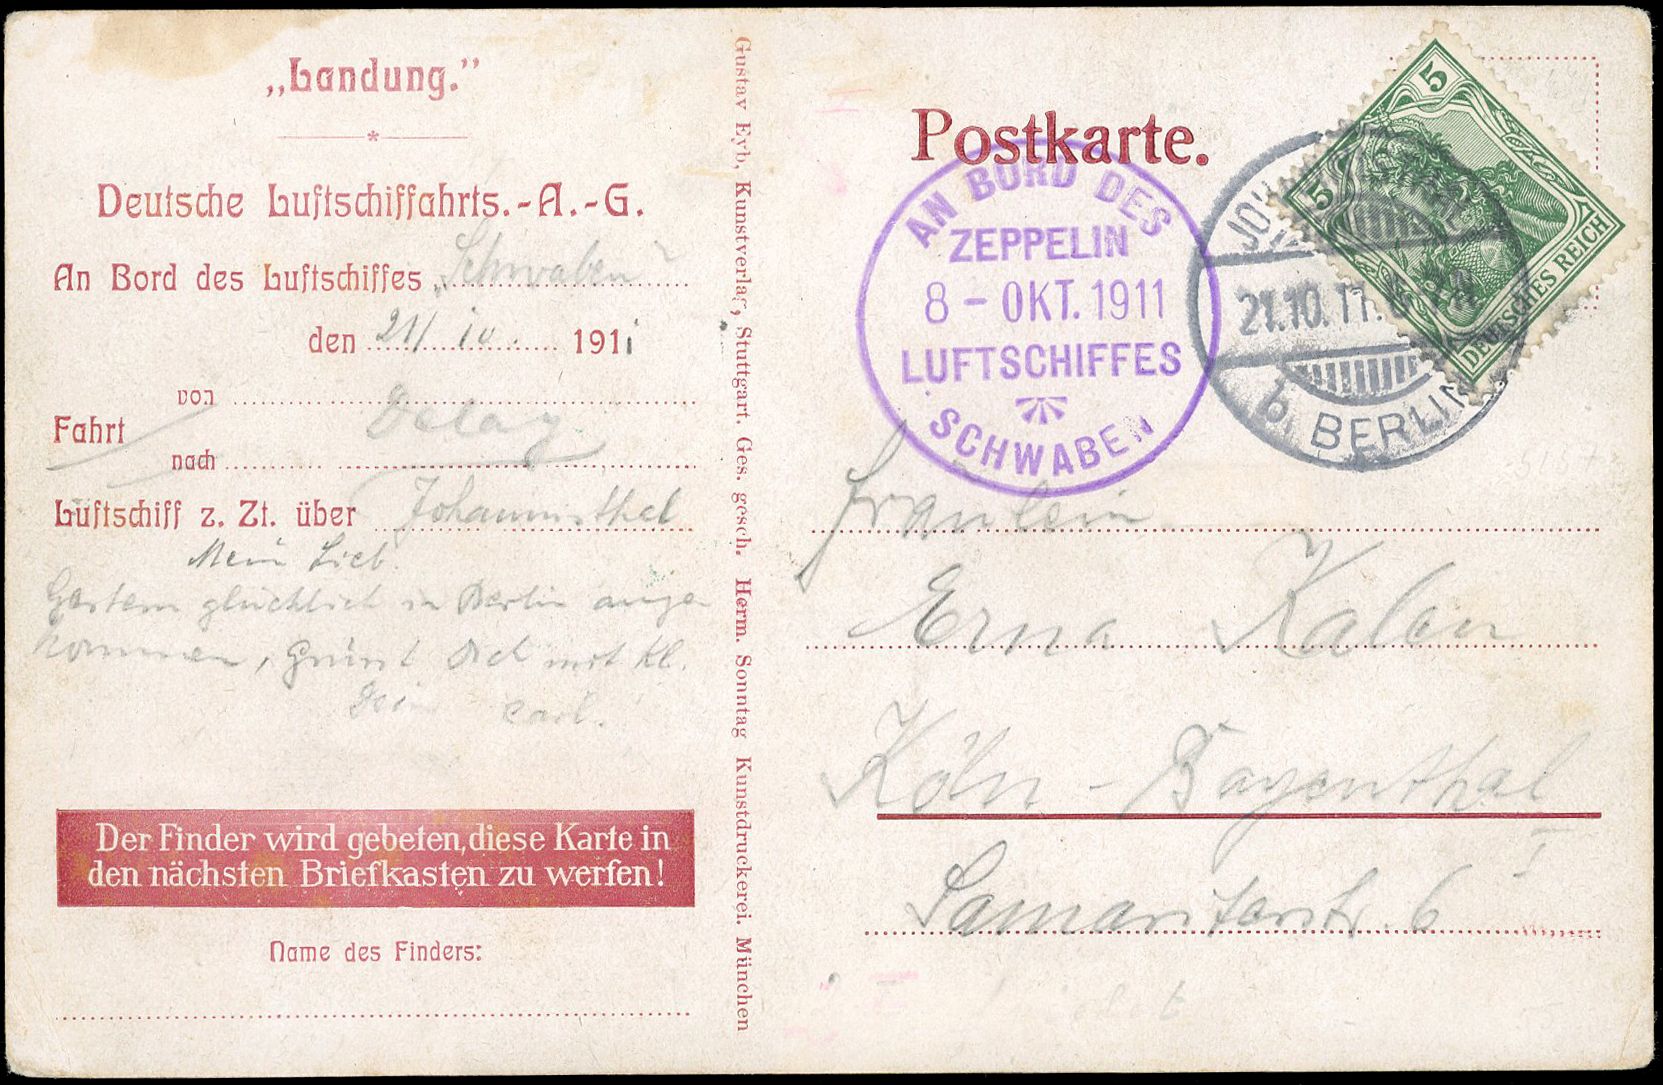 „Landung.”
Deutsche Luftschiffahrts.-A.-G.
An Bord des Luftschiffes „Schwaben"
den 21/10. 1911
von
Fahrt
nach
Luftschiff z. Zt. über Johannisthal
Mein Lieb.
Gestern glücklich in Berlin ange
kommen, Grüsst Dich mit Kl.
Dein Carl.
Der Finder wird gebeten, diese Karte in
den nächsten Briefkasten zu werfen!
Name des Finders:
Gustav Eyb, Kunstverlag, Stuttgart. Ges. gesch. Herm. Sonntag Kunstdruckerei. München
Postkarte.
AN BORD DES
ZEPPELIN
8 - OKT. 1911
LUFTSCHIFFES
SCHWABEN
21.10.11.
b. BERLIN
5
5
DEUTSCHES REICH
Fräulein
Erna Kalen
Köln - Bayenthal
Samariterstr. 6 I